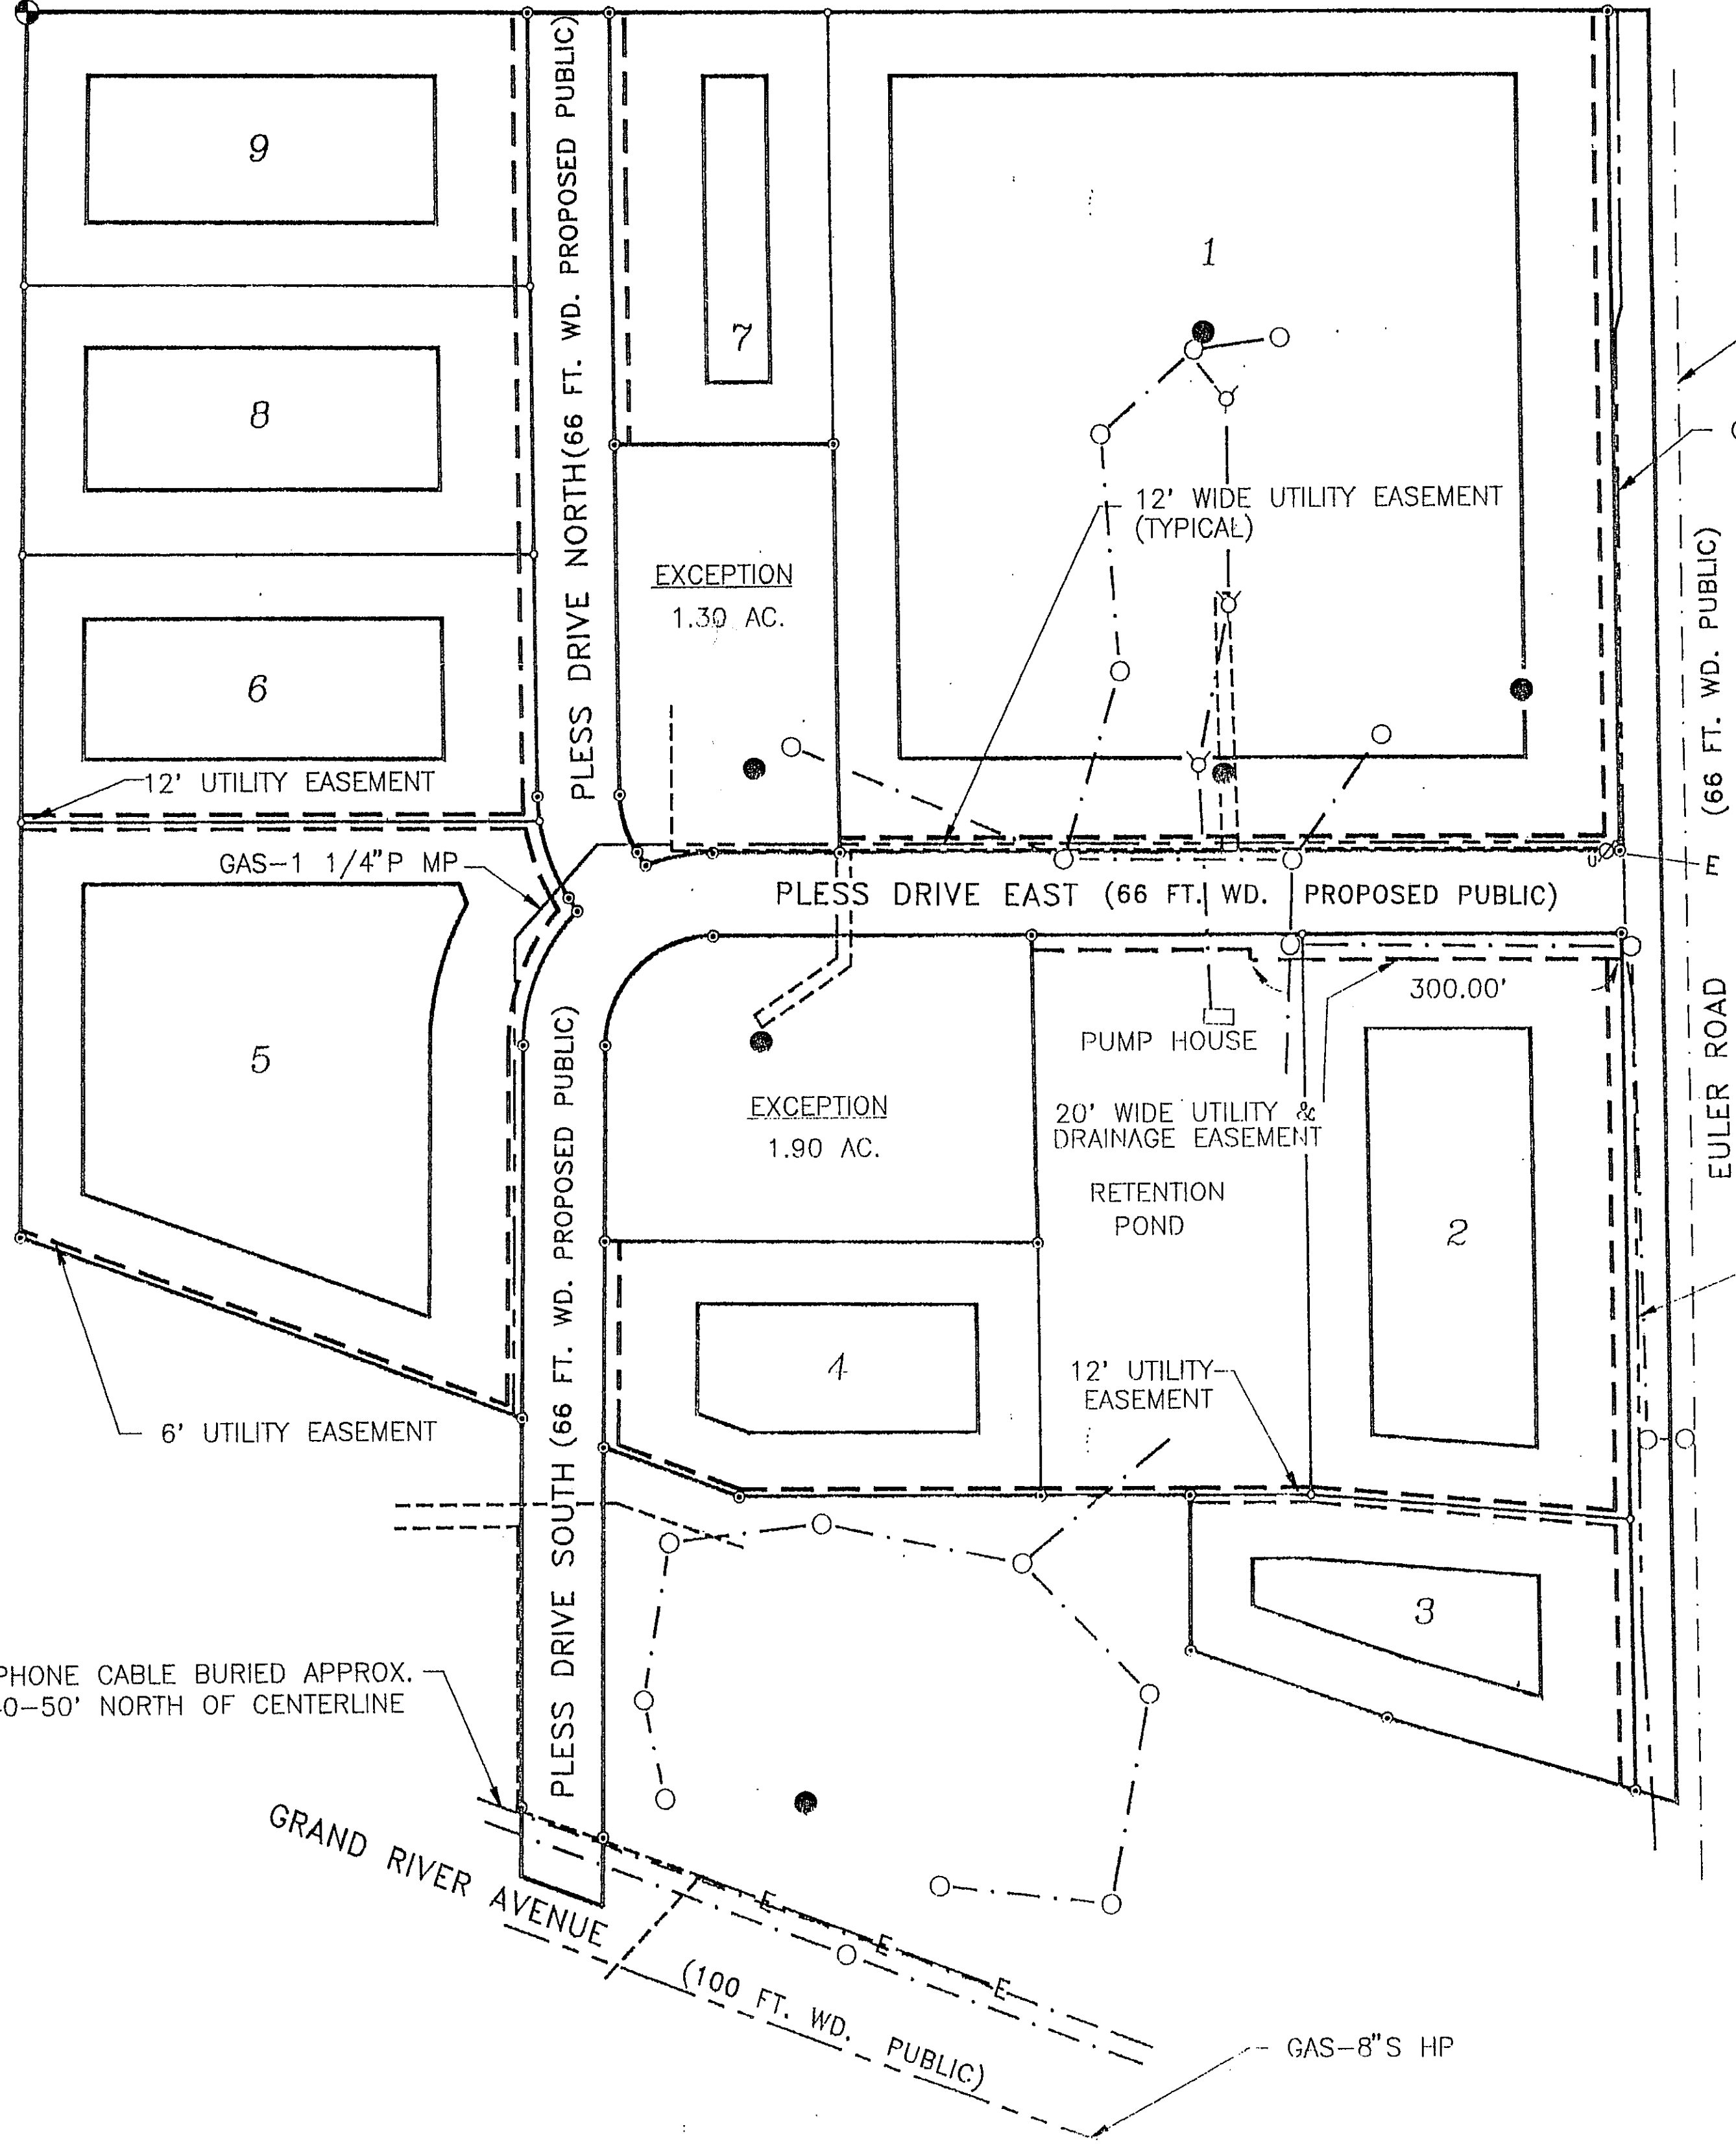 9
PLESS DRIVE NORTH(66 FT. WD. PROPOSED PUBLIC)
7
1
8
12' WIDE UTILITY EASEMENT
(TYPICAL)
EXCEPTION
1.30 AC.
6
12' UTILITY EASEMENT
GAS-1 1/4"P MP
PLESS DRIVE EAST (66 FT. WD. PROPOSED PUBLIC)
E
EULER ROAD (66 FT. WD. PUBLIC)
300.00'
PUMP HOUSE
5
EXCEPTION
1.90 AC.
20' WIDE UTILITY &
DRAINAGE EASEMENT
RETENTION
POND
2
PLESS DRIVE SOUTH (66 FT. WD. PROPOSED PUBLIC)
4
12' UTILITY
EASEMENT
6' UTILITY EASEMENT
3
PHONE CABLE BURIED APPROX.
0-50' NORTH OF CENTERLINE
GRAND RIVER AVENUE
(100 FT. WD. PUBLIC)
E
E
E
GAS-8"S HP